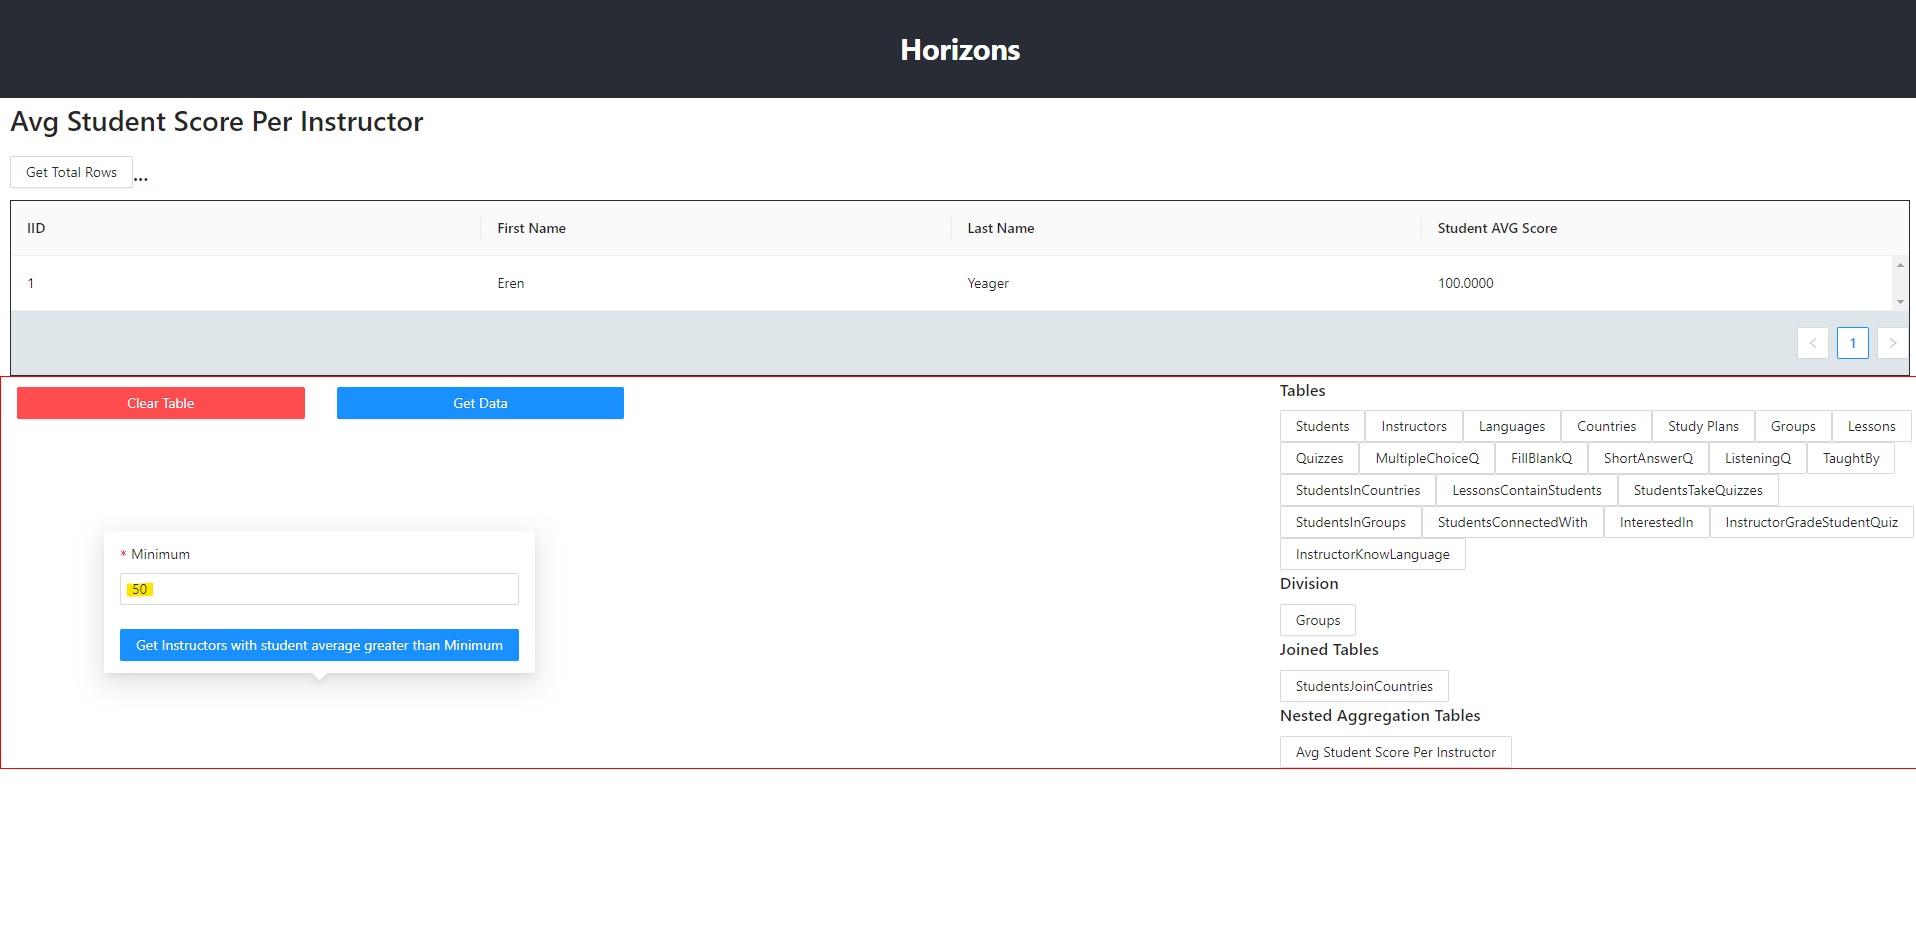 Horizons
Avg Student Score Per Instructor
Get Total Rows ...
IID First Name Last Name Student AVG Score
1 Eren Yeager 100.0000
< 1 >
Clear Table Get Data
* Minimum
50
Get Instructors with student average greater than Minimum
Tables
Students Instructors Languages Countries Study Plans Groups Lessons
Quizzes MultipleChoiceQ FillBlankQ ShortAnswerQ ListeningQ TaughtBy
StudentsInCountries LessonsContainStudents StudentsTakeQuizzes
StudentsInGroups StudentsConnectedWith InterestedIn InstructorGradeStudentQuiz
InstructorKnowLanguage
Division
Groups
Joined Tables
StudentsJoinCountries
Nested Aggregation Tables
Avg Student Score Per Instructor